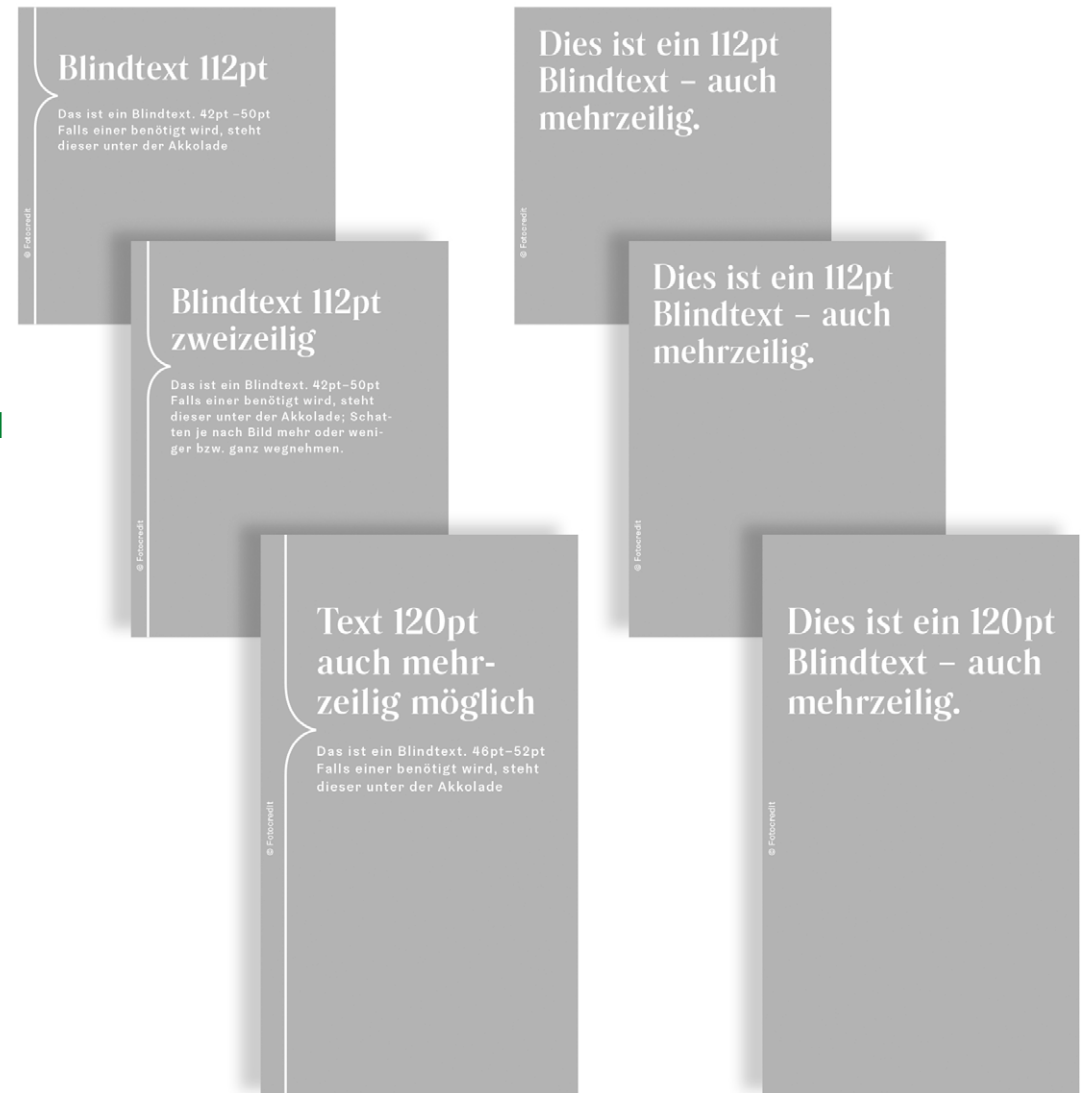 Blindtext 112pt
Das ist ein Blindtext. 42pt –50pt
Falls einer benötigt wird, steht
dieser unter der Akkolade
© Fotocredit
Dies ist ein 112pt
Blindtext – auch
mehrzeilig.
© Fotocredit
Blindtext 112pt
zweizeilig
Das ist ein Blindtext. 42pt–50pt
Falls einer benötigt wird, steht
dieser unter der Akkolade; Schat-
ten je nach Bild mehr oder weni-
ger bzw. ganz wegnehmen.
© Fotocredit
Dies ist ein 112pt
Blindtext – auch
mehrzeilig.
© Fotocredit
Text 120pt
auch mehr-
zeilig möglich
Das ist ein Blindtext. 46pt–52pt
Falls einer benötigt wird, steht
dieser unter der Akkolade
© Fotocredit
Dies ist ein 120pt
Blindtext – auch
mehrzeilig.
© Fotocredit